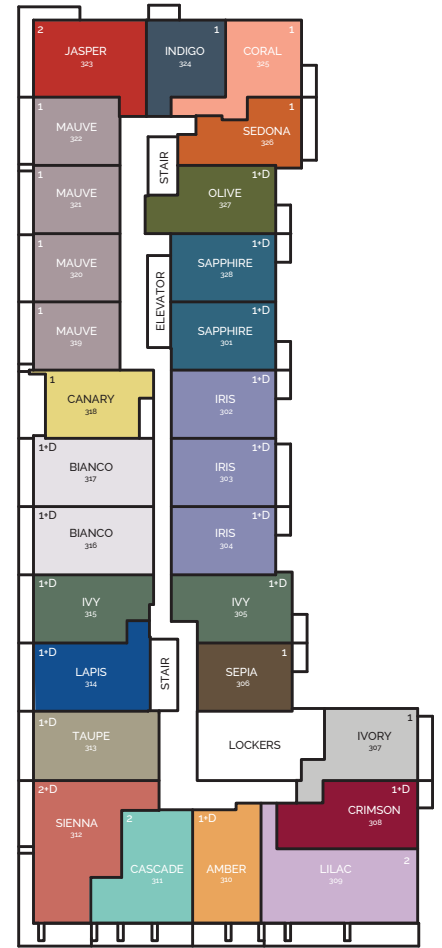 2
JASPER
323
1
INDIGO
324
1
CORAL
325
1
MAUVE
322
1
SEDONA
326
STAIR
1
MAUVE
321
1+D
OLIVE
327
1
MAUVE
320
1+D
SAPPHIRE
328
ELEVATOR
1
MAUVE
319
1+D
SAPPHIRE
301
1
CANARY
318
1+D
IRIS
302
1+D
BIANCO
317
1+D
IRIS
303
1+D
BIANCO
316
1+D
IRIS
304
1+D
IVY
315
1+D
IVY
305
1+D
LAPIS
314
STAIR
1
SEPIA
306
1+D
TAUPE
313
LOCKERS
1
IVORY
307
2+D
SIENNA
312
1+D
CRIMSON
308
2
CASCADE
311
1+D
AMBER
310
2
LILAC
309